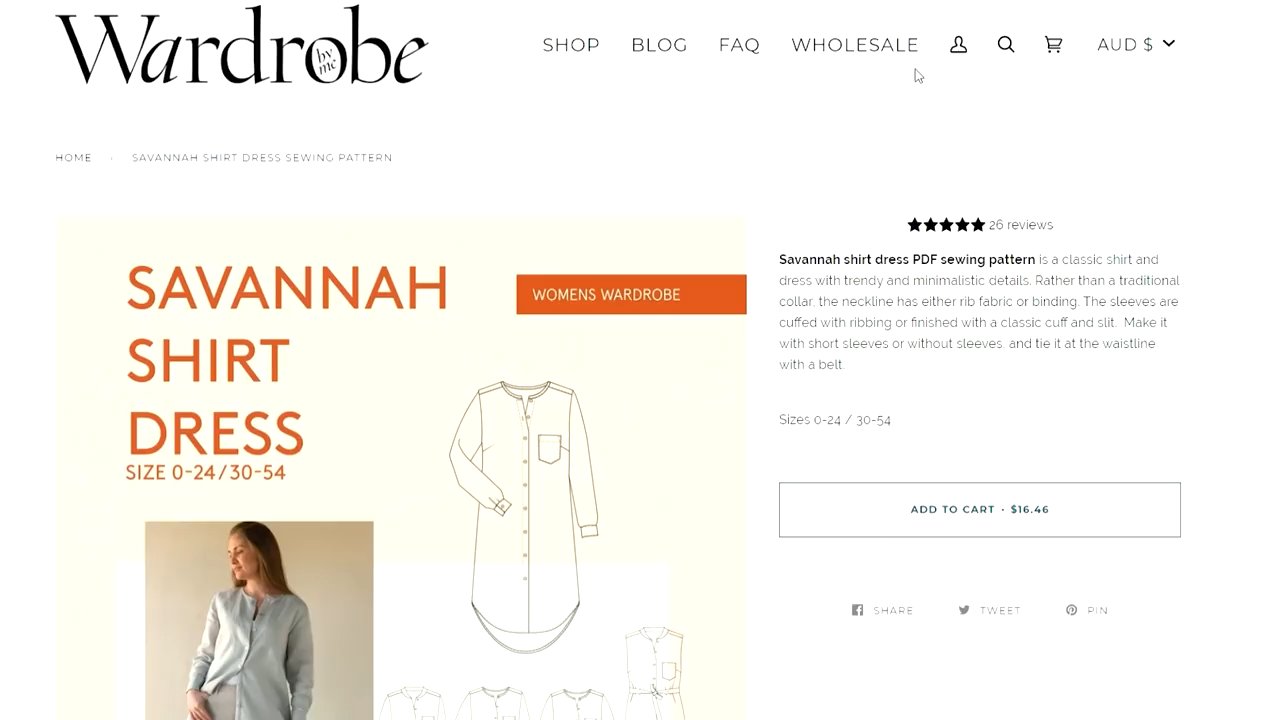 Wardrobe
by
me
SHOP BLOG FAQ WHOLESALE AUD $
HOME · SAVANNAH SHIRT DRESS SEWING PATTERN
SAVANNAH
SHIRT
DRESS
SIZE 0-24/30-54
WOMENS WARDROBE
26 reviews
Savannah shirt dress PDF sewing pattern is a classic shirt and
dress with trendy and minimalistic details. Rather than a traditional
collar, the neckline has either rib fabric or binding. The sleeves are
cuffed with ribbing or finished with a classic cuff and slit. Make it
with short sleeves or without sleeves. and tie it at the waistline
with a belt.
Sizes 0-24 / 30-54
ADD TO CART · $16.46
SHARE TWEET PIN